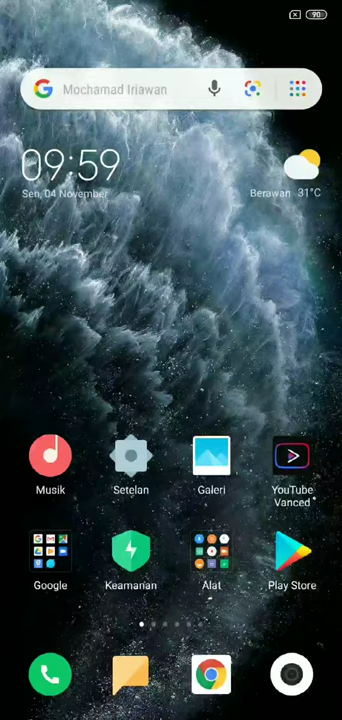 90
Mochamad Iriawan
09:59
Sen, 04 November
Berawan 31°C
Musik
Setelan
Galeri
YouTube
Vanced
Google
Keamanan
Alat
Play Store